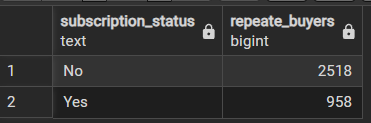 subscription_status repeate_buyers
text bigint
1 No 2518
2 Yes 958